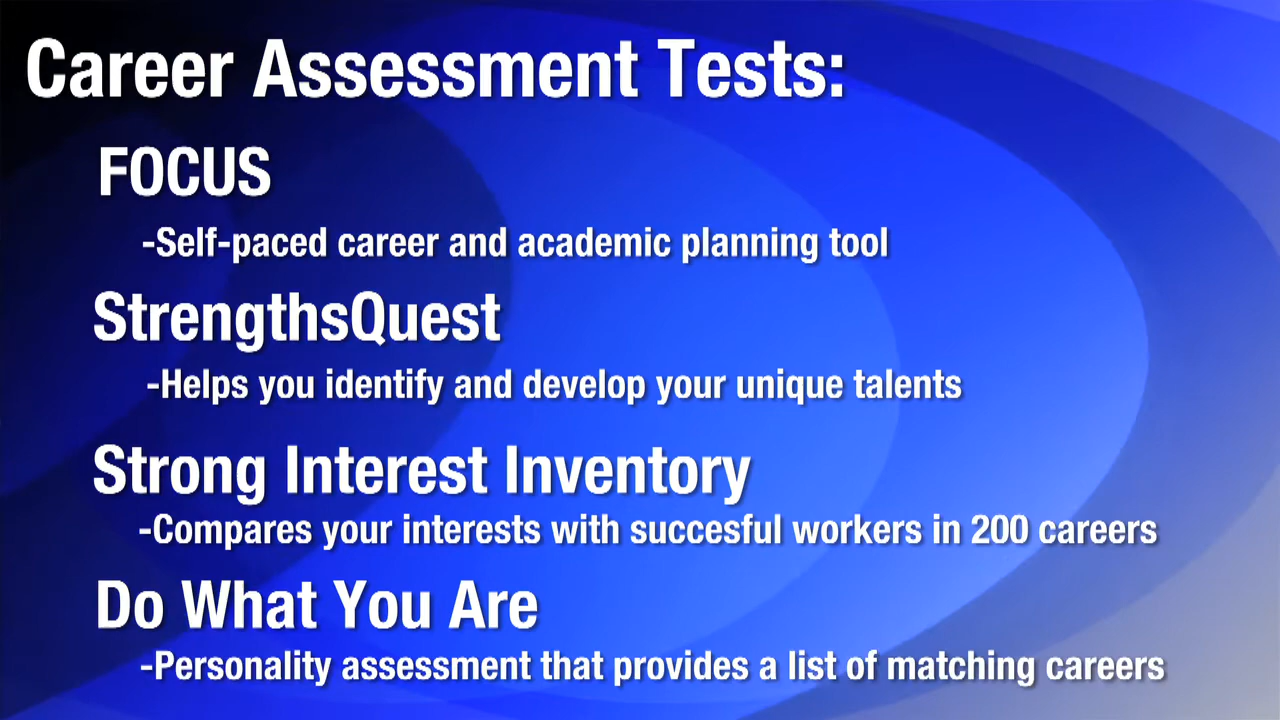 Career Assessment Tests:
FOCUS
-Self-paced career and academic planning tool
StrengthsQuest
-Helps you identify and develop your unique talents
Strong Interest Inventory
-Compares your interests with succesful workers in 200 careers
Do What You Are
-Personality assessment that provides a list of matching careers